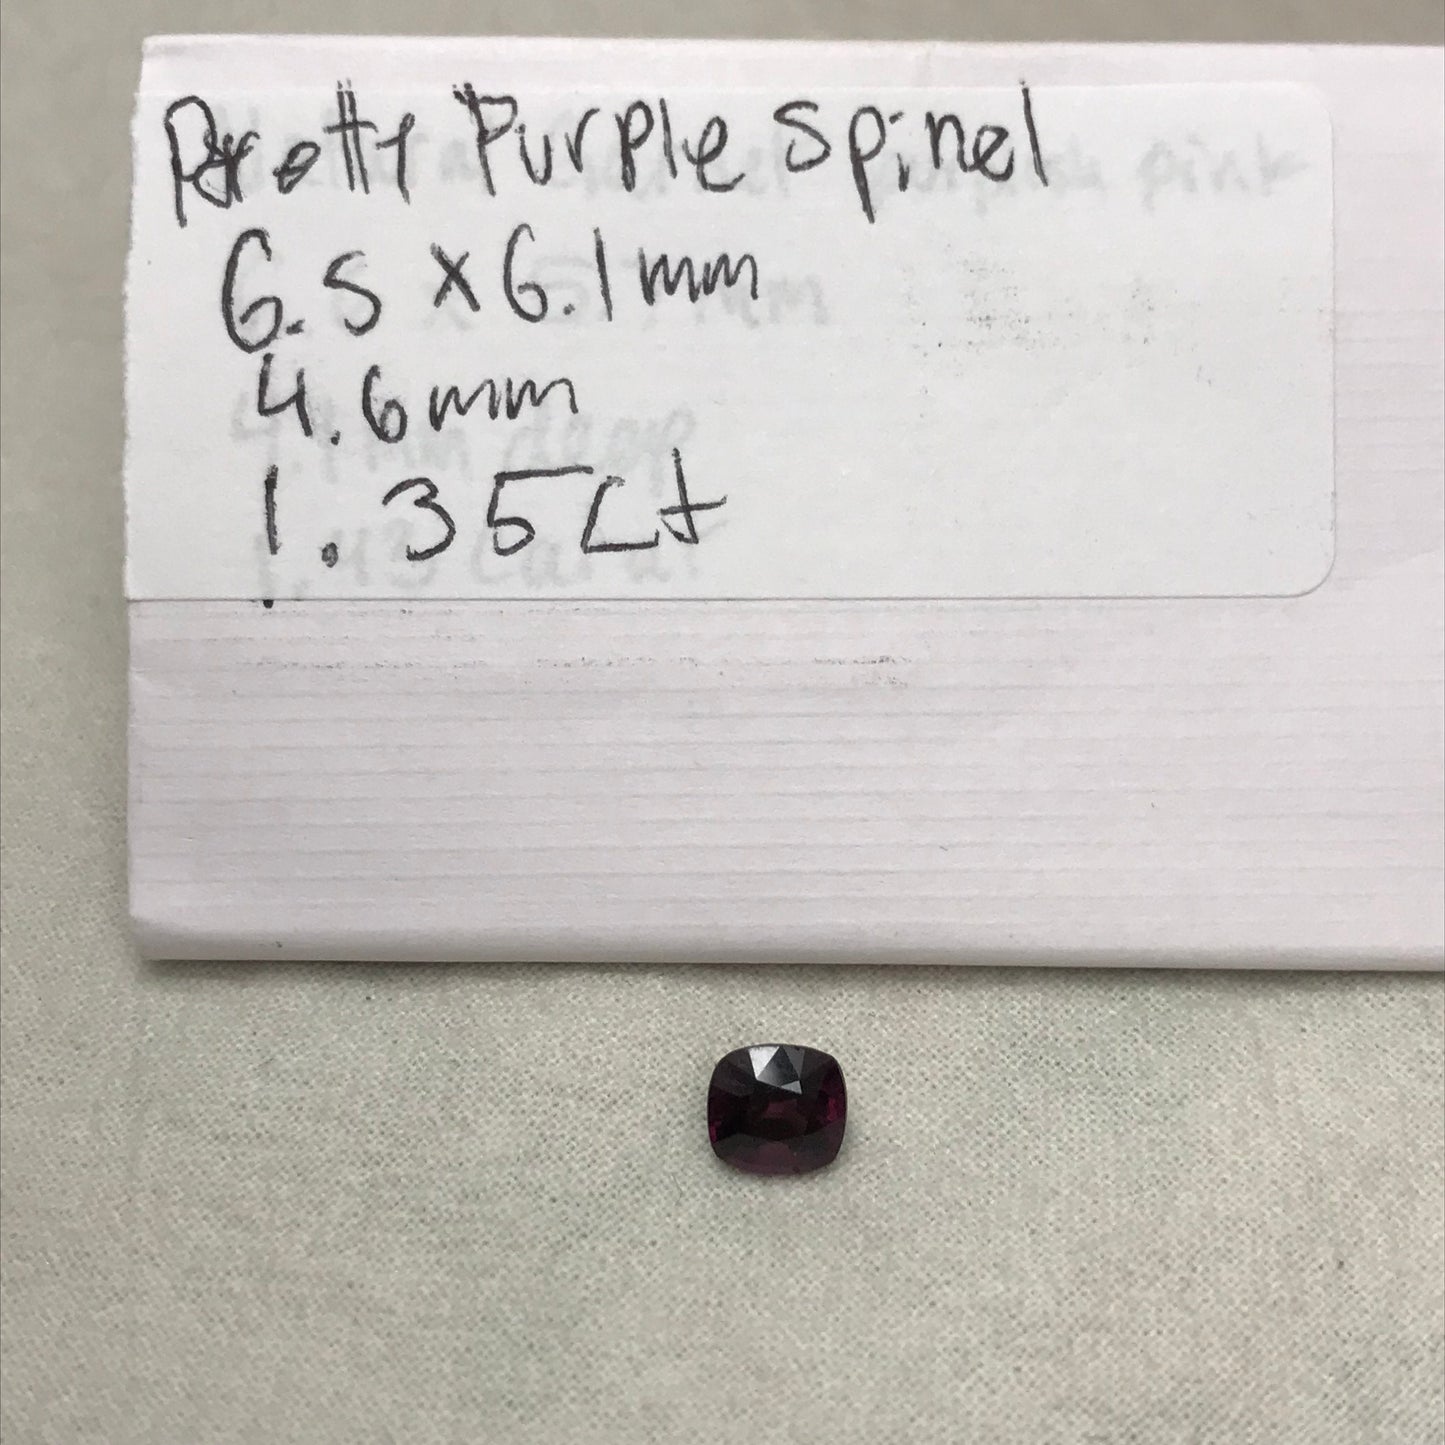 Pretty Purple Spinel
6.5 x 6.1mm
4.6mm
1.35Ct